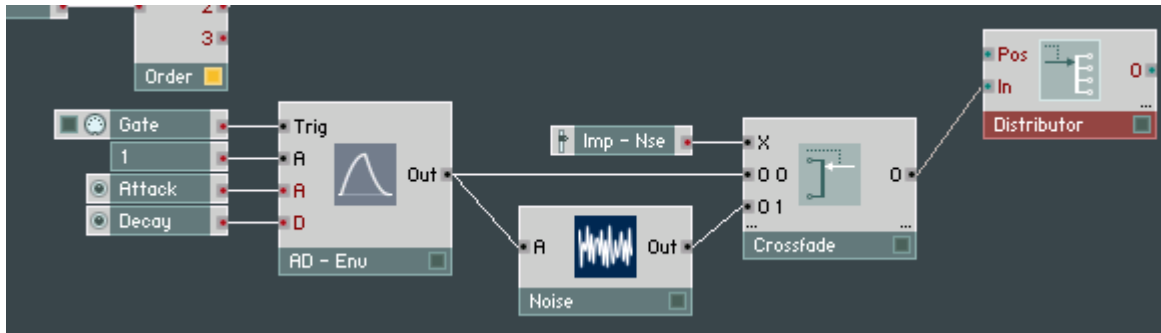 2
3
Order
Gate
1
Attack
Decay
Trig
A
A
D
Out
AD - Env
A
Out
Noise
Imp - Nse
X
0 0
0 1
...
0
...
Crossfade
Pos
In
0
...
Distributor